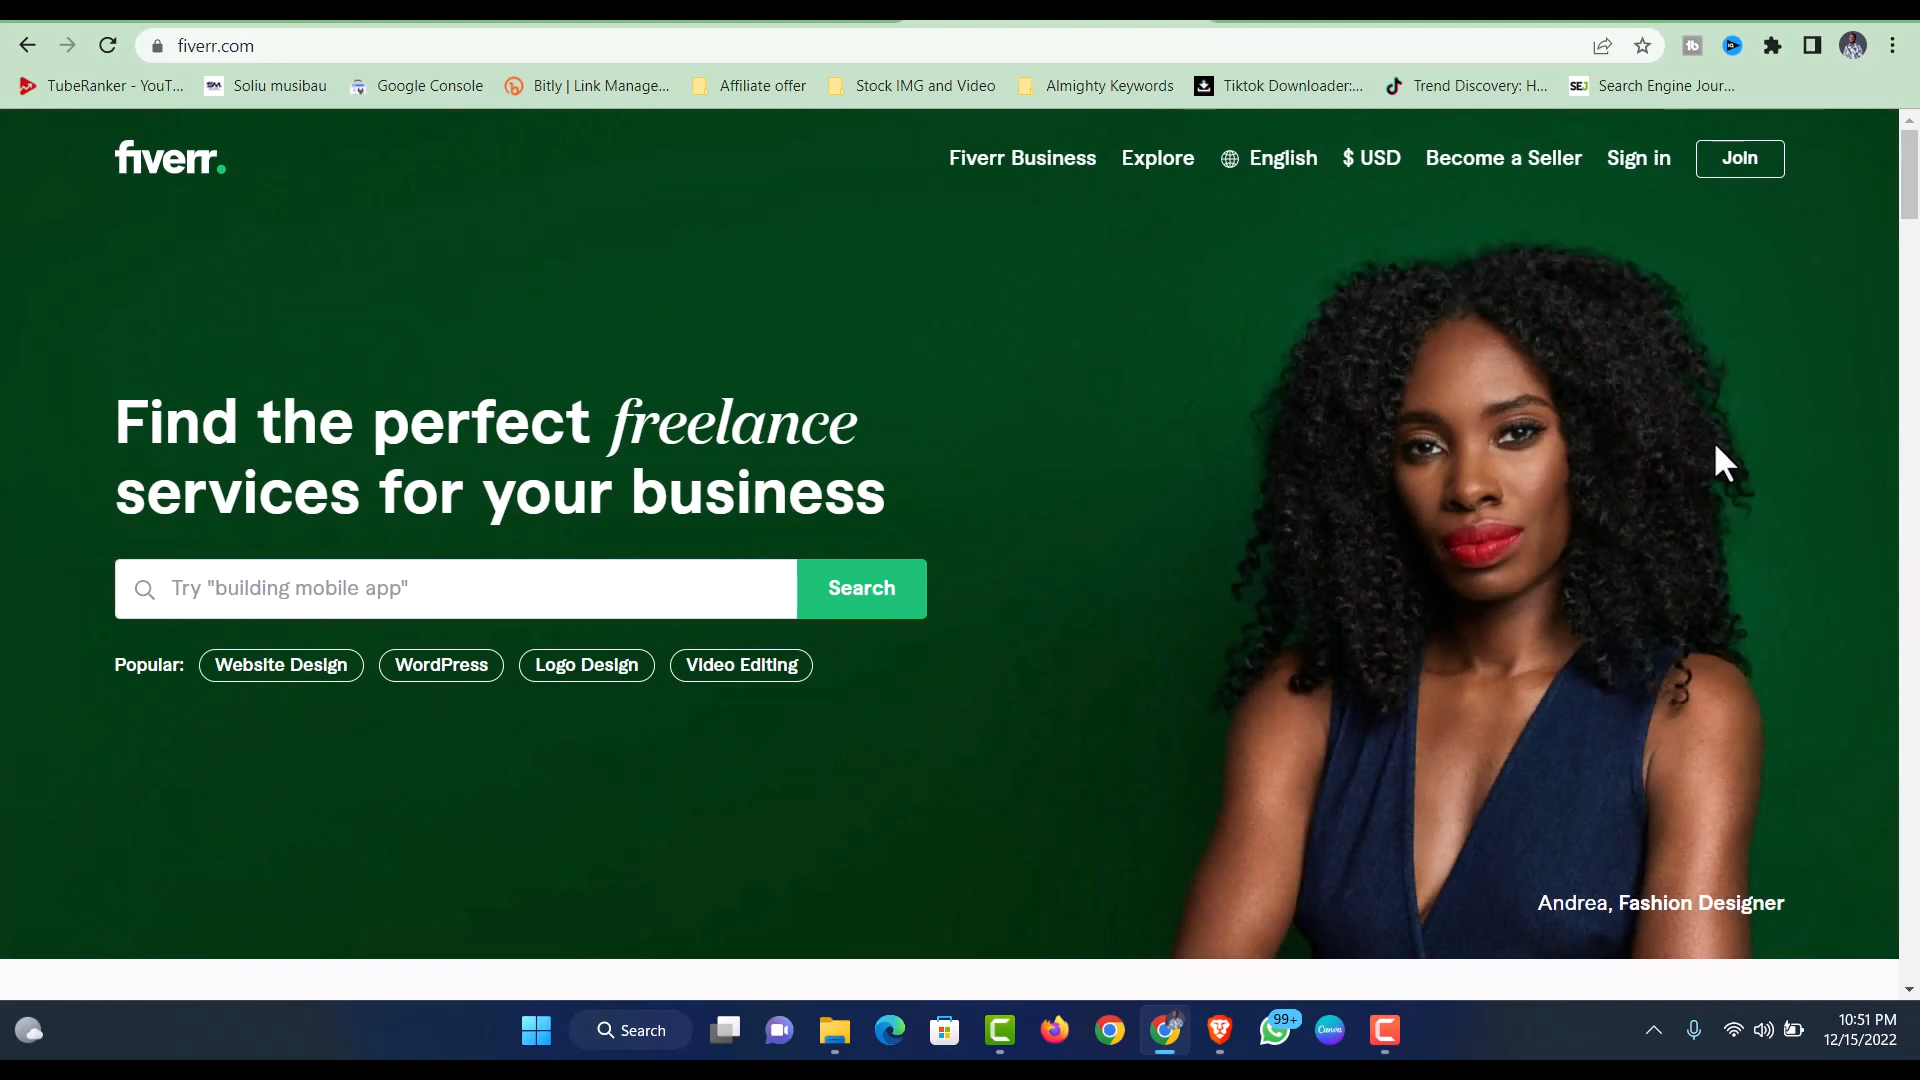 fiverr.com
TubeRanker - YouT... Soliu musibau Google Console Bitly | Link Manage... Affiliate offer Stock IMG and Video Almighty Keywords Tiktok Downloader:... Trend Discovery: H... SEJ Search Engine Jour...
fiverr. Fiverr Business Explore English $ USD Become a Seller Sign in Join
Find the perfect freelance
services for your business
Try "building mobile app" Search
Popular: Website Design WordPress Logo Design Video Editing
Andrea, Fashion Designer
Search 99+ Canva 10:51 PM
12/15/2022